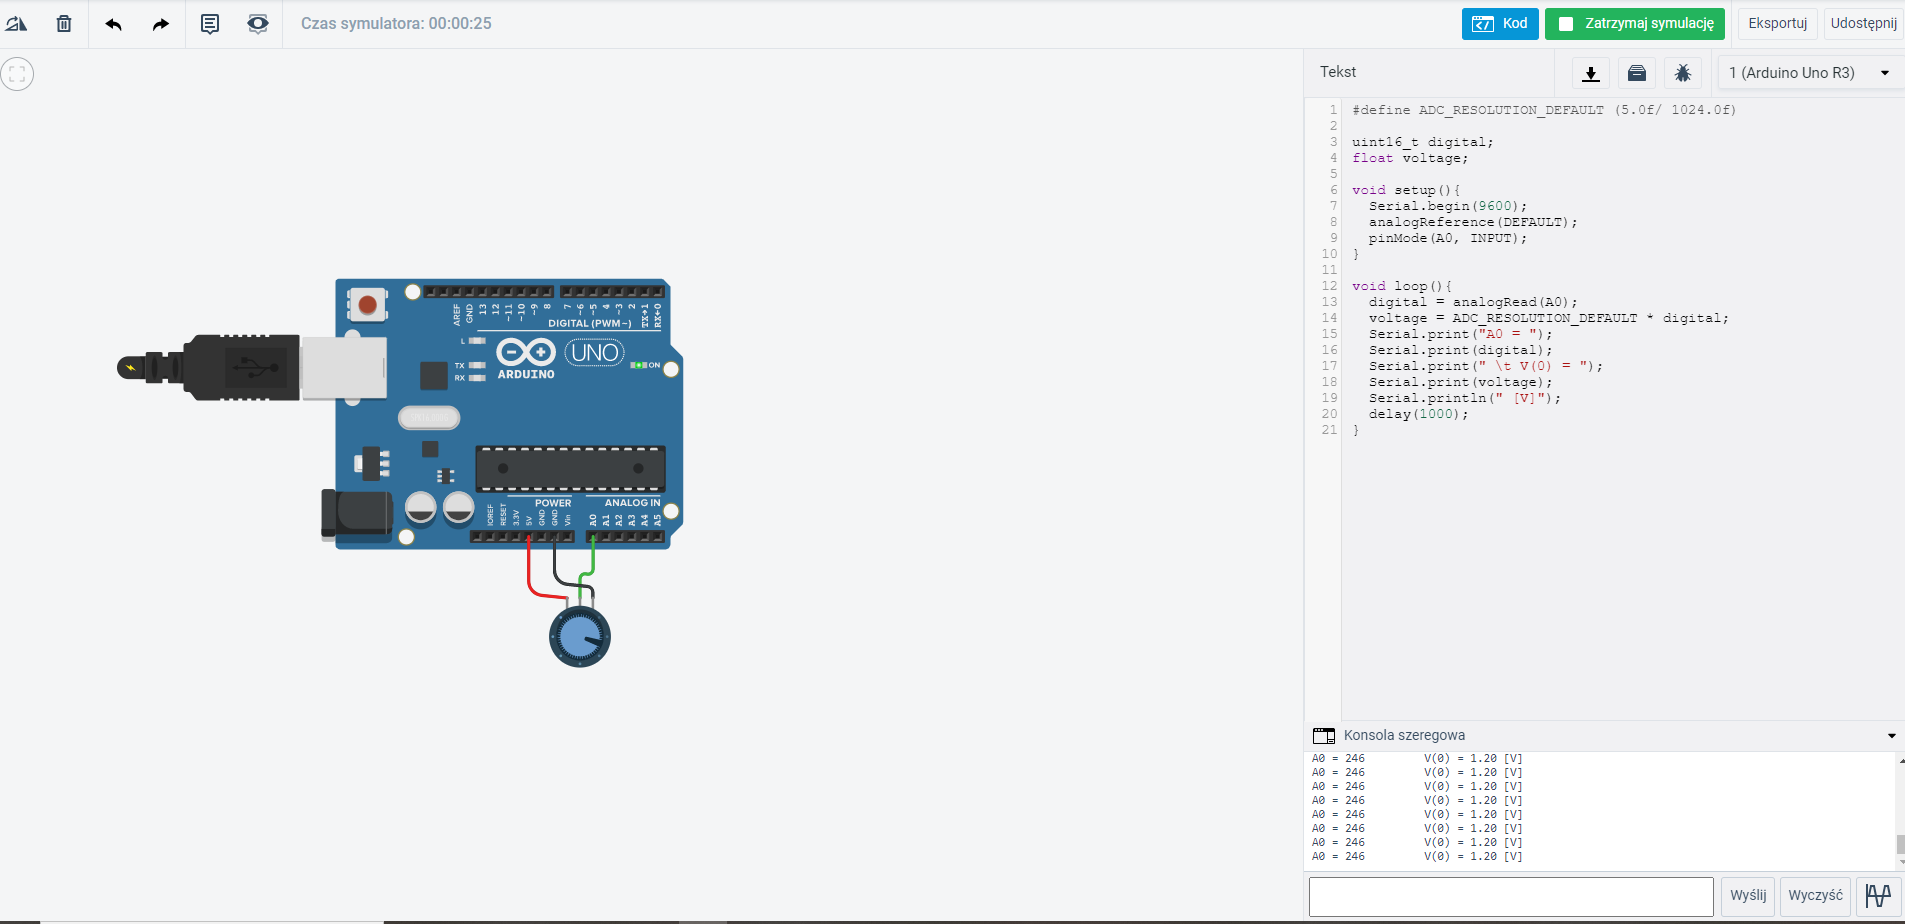 Czas symulatora: 00:00:25
Kod
Zatrzymaj symulację
Eksportuj
Udostępnij
Tekst
1 (Arduino Uno R3)
1 #define ADC_RESOLUTION_DEFAULT (5.0f/ 1024.0f)
2
3 uint16_t digital;
4 float voltage;
5
6 void setup(){
7 Serial.begin(9600);
8 analogReference(DEFAULT);
9 pinMode(A0, INPUT);
10 }
11
12 void loop(){
13 digital = analogRead(A0);
14 voltage = ADC_RESOLUTION_DEFAULT * digital;
15 Serial.print("A0 = ");
16 Serial.print(digital);
17 Serial.print(" \t V(0) = ");
18 Serial.print(voltage);
19 Serial.println(" [V]");
20 delay(1000);
21 }
AREF
GND
13
12
~11
~10
~9
8
7
~6
~5
4
~3
2
TX→1
RX←0
DIGITAL (PWM~)
L
TX
RX
UNO
ARDUINO
ON
POWER
ANALOG IN
IOREF
RESET
3.3V
5V
GND
GND
Vin
A0
A1
A2
A3
A4
A5
Konsola szeregowa
A0 = 246 V(0) = 1.20 [V]
A0 = 246 V(0) = 1.20 [V]
A0 = 246 V(0) = 1.20 [V]
A0 = 246 V(0) = 1.20 [V]
A0 = 246 V(0) = 1.20 [V]
A0 = 246 V(0) = 1.20 [V]
A0 = 246 V(0) = 1.20 [V]
A0 = 246 V(0) = 1.20 [V]
Wyślij
Wyczyść